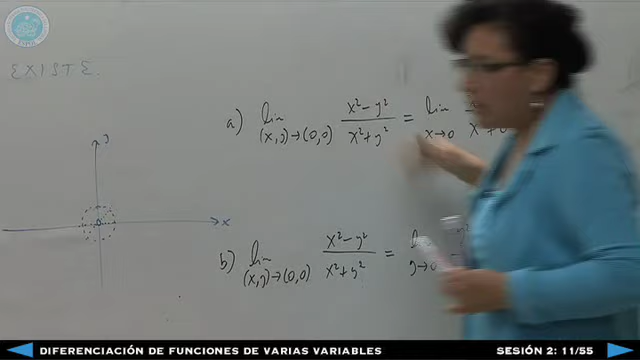 EXISTE.
a) lim (x²-y²)/(x²+y²) = lim
(x,y)→(0,0) x→0
y
x
b) lim (x²-y²)/(x²+y²) =
(x,y)→(0,0) y→0
DIFERENCIACIÓN DE FUNCIONES DE VARIAS VARIABLES
SESIÓN 2: 11/55